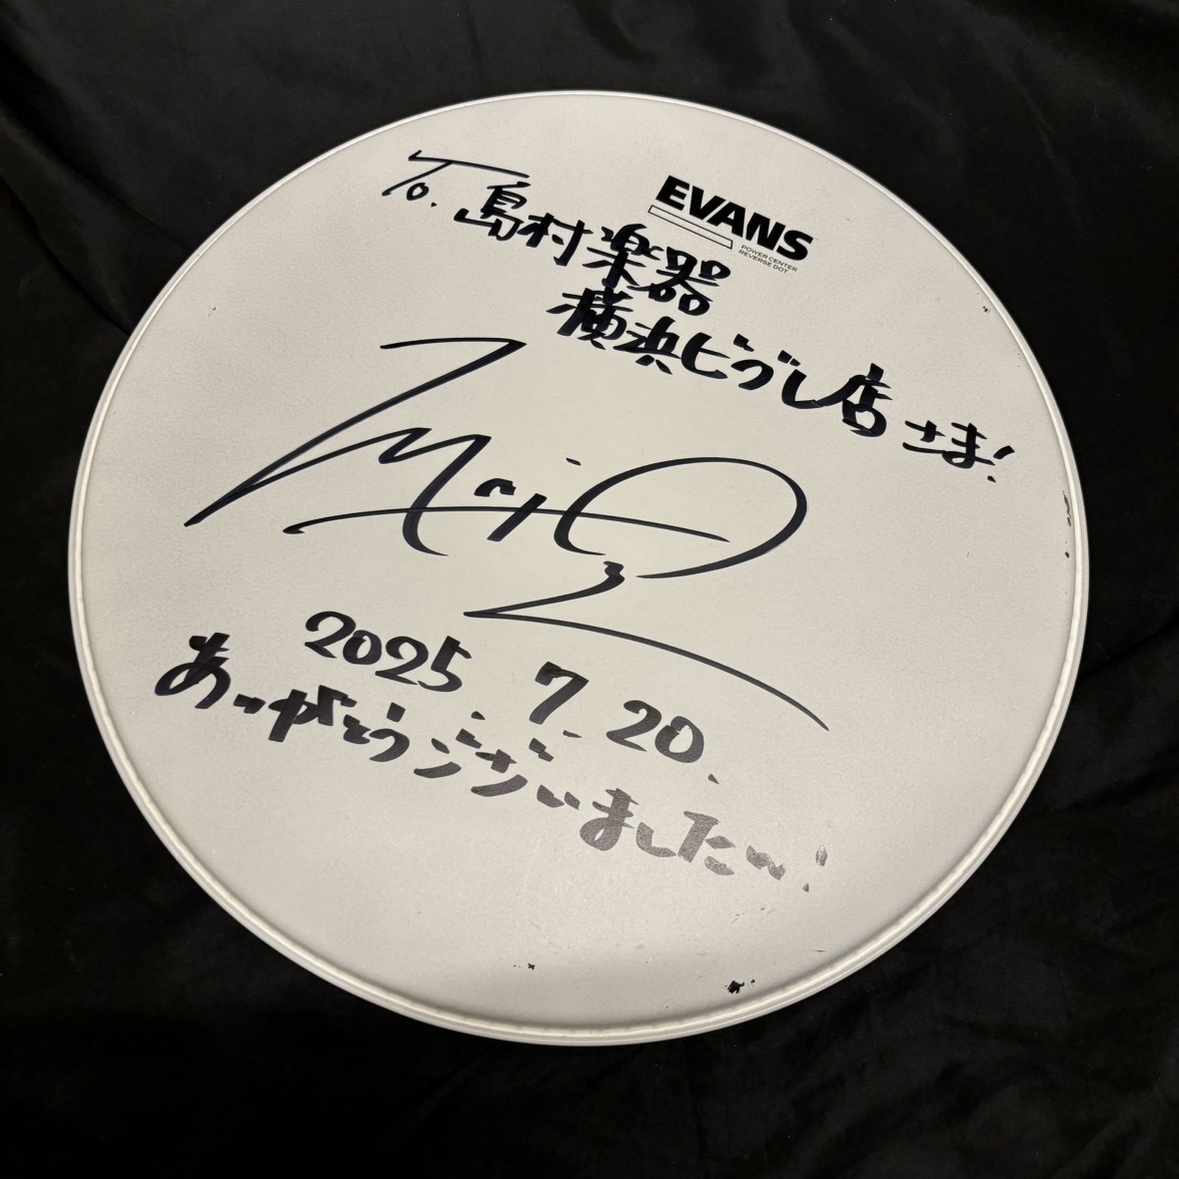 EVANS
POWER CENTER
REVERSE DOT
To. 島村楽器
横浜ビブレ店さま!
2025. 7. 20.
ありがとうございました〜!